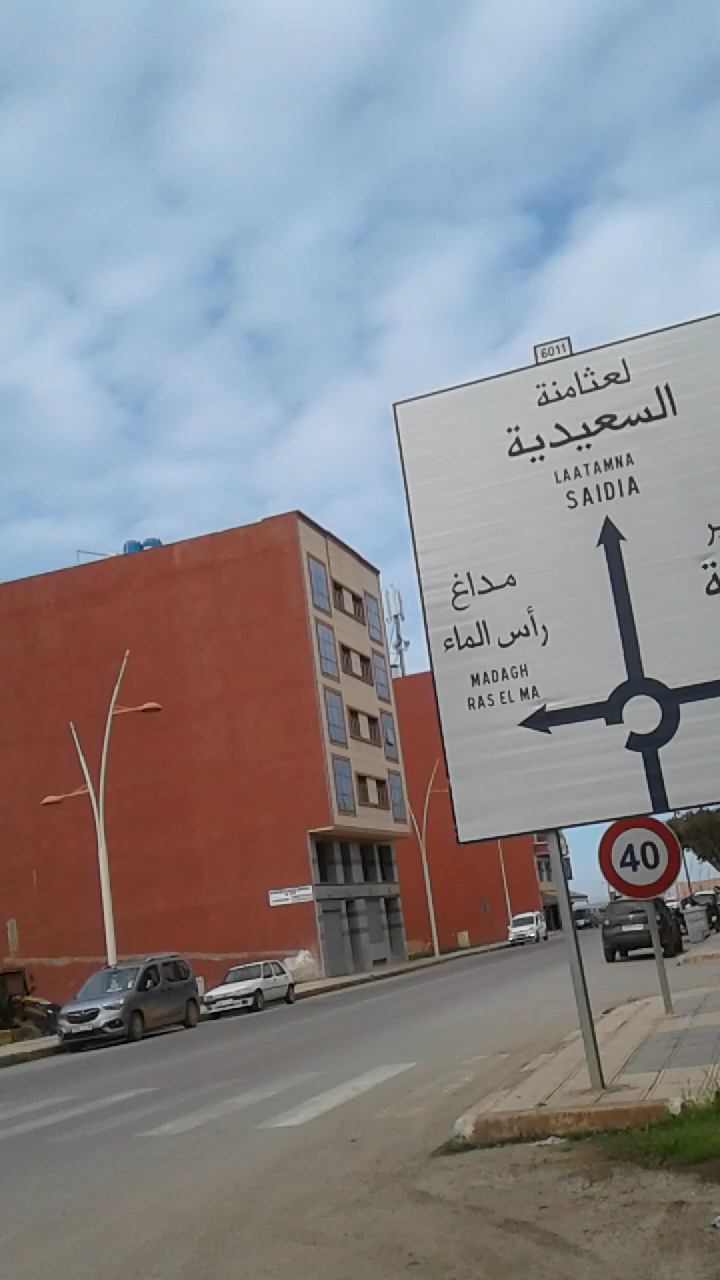 6011
لعثامنة
السعيدية
LAATAMNA
SAIDIA
مداغ
رأس الماء
MADAGH
RAS EL MA
40